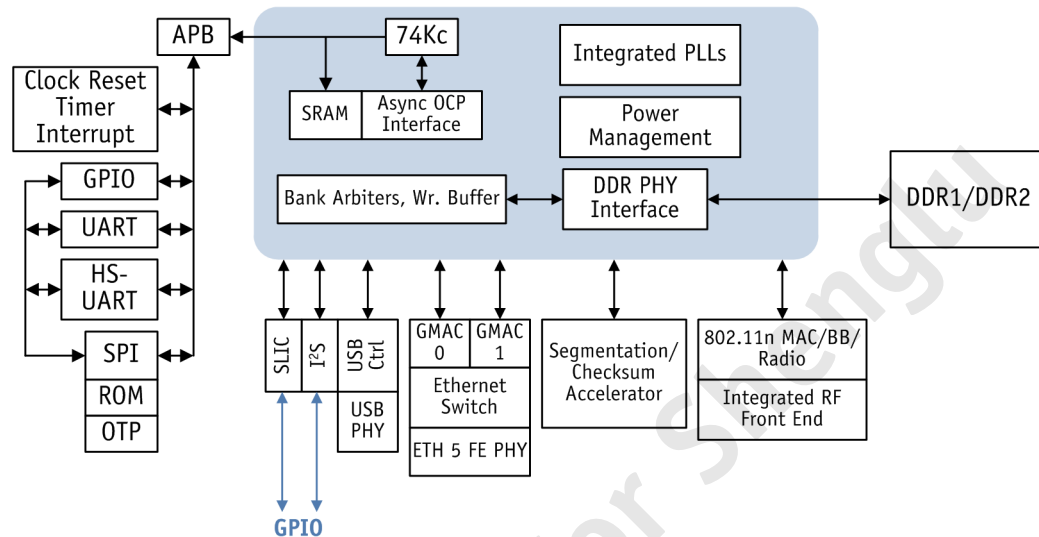 APB
74Kc
Integrated PLLs
Clock Reset
Timer
Interrupt
SRAM
Async OCP
Interface
Power
Management
GPIO
Bank Arbiters, Wr. Buffer
DDR PHY
Interface
DDR1/DDR2
UART
HS-
UART
SPI
ROM
OTP
SLIC
I²S
USB
Ctrl
USB
PHY
GMAC
0
GMAC
1
Ethernet
Switch
ETH 5 FE PHY
Segmentation/
Checksum
Accelerator
802.11n MAC/BB/
Radio
Integrated RF
Front End
GPIO
or Shenglu